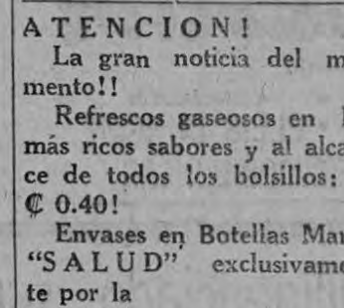 ATENCION!
La gran noticia del m
mento!!
Refrescos gaseosos en
más ricos sabores y al alca
ce de todos los bolsillos:
₡ 0.40!
Envases en Botellas Mar
"SALUD" exclusivame
te por la